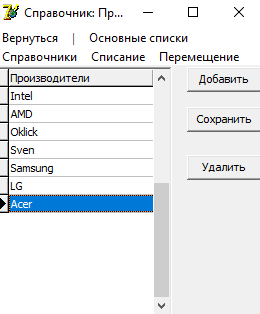 Справочник: Пр...
Вернуться | Основные списки
Справочники Списание Перемещение
Производители
Intel
AMD
Oklick
Sven
Samsung
LG
Acer
Добавить
Сохранить
Удалить